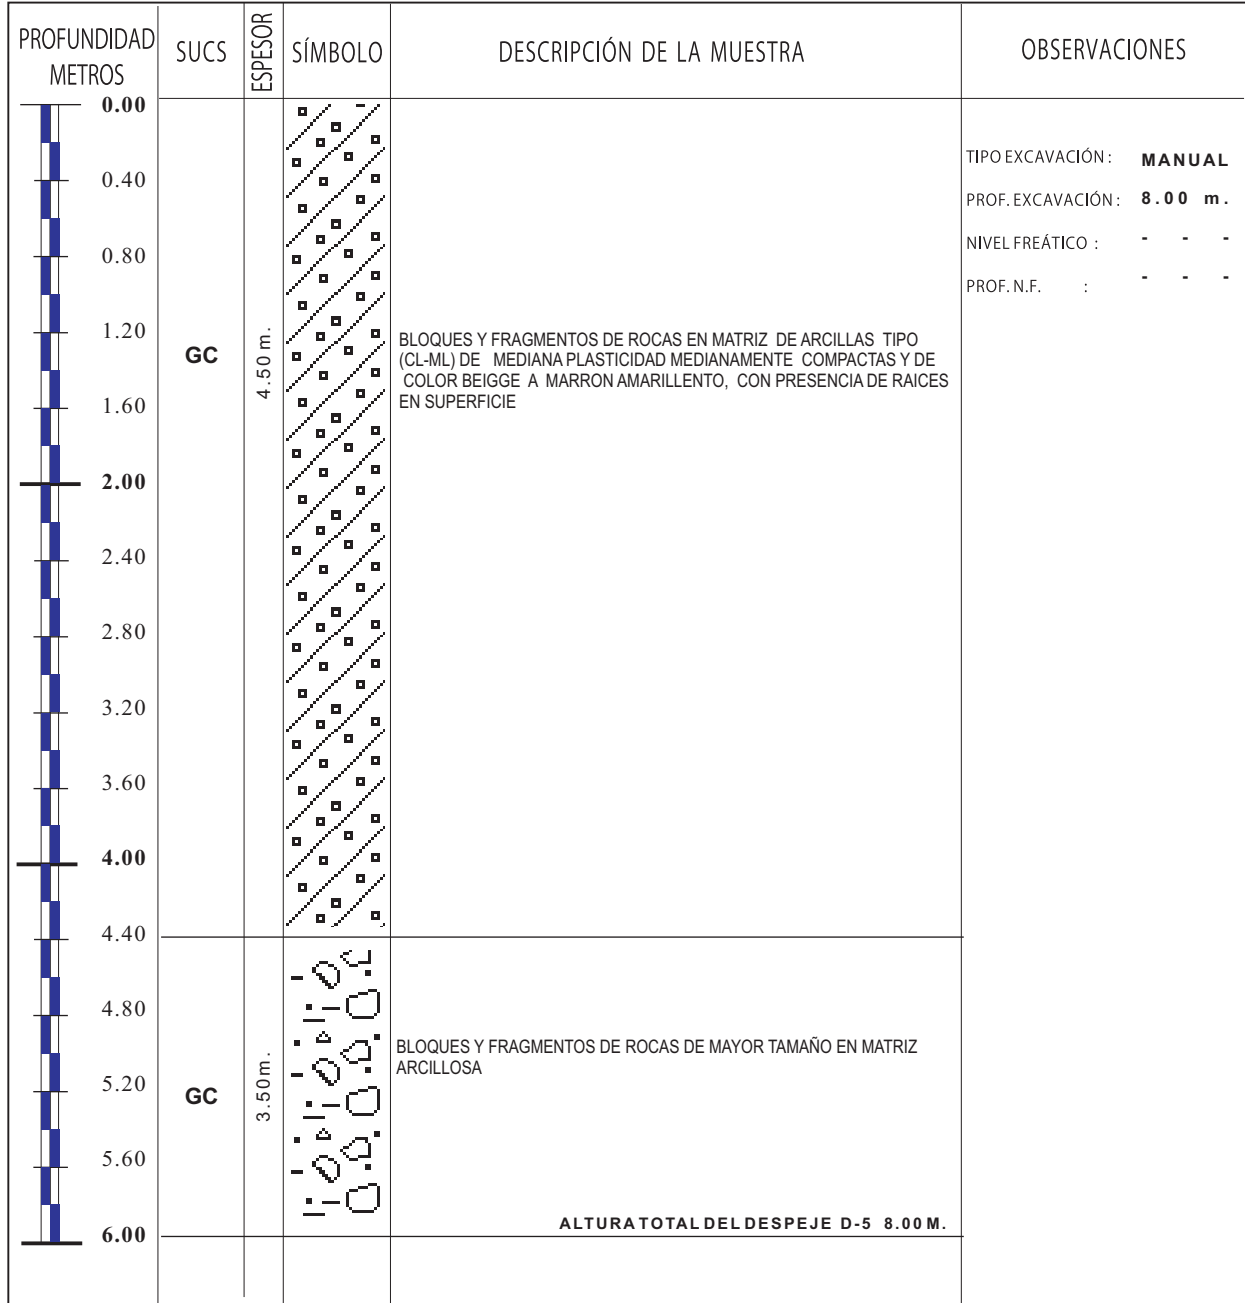 PROFUNDIDAD
METROS
SUCS
ESPESOR
SÍMBOLO
DESCRIPCIÓN DE LA MUESTRA
OBSERVACIONES
0.00
0.40
0.80
1.20
1.60
2.00
2.40
2.80
3.20
3.60
4.00
4.40
4.80
5.20
5.60
6.00
GC
4.50 m.
BLOQUES Y FRAGMENTOS DE ROCAS EN MATRIZ DE ARCILLAS TIPO
(CL-ML) DE MEDIANA PLASTICIDAD MEDIANAMENTE COMPACTAS Y DE
COLOR BEIGGE A MARRON AMARILLENTO, CON PRESENCIA DE RAICES
EN SUPERFICIE
TIPO EXCAVACIÓN : MANUAL
PROF. EXCAVACIÓN : 8.00 m.
NIVEL FREÁTICO : - - -
PROF. N.F. : - - -
GC
3.50m.
BLOQUES Y FRAGMENTOS DE ROCAS DE MAYOR TAMAÑO EN MATRIZ
ARCILLOSA
ALTURA TOTAL DEL DESPEJE D-5 8.00 M.